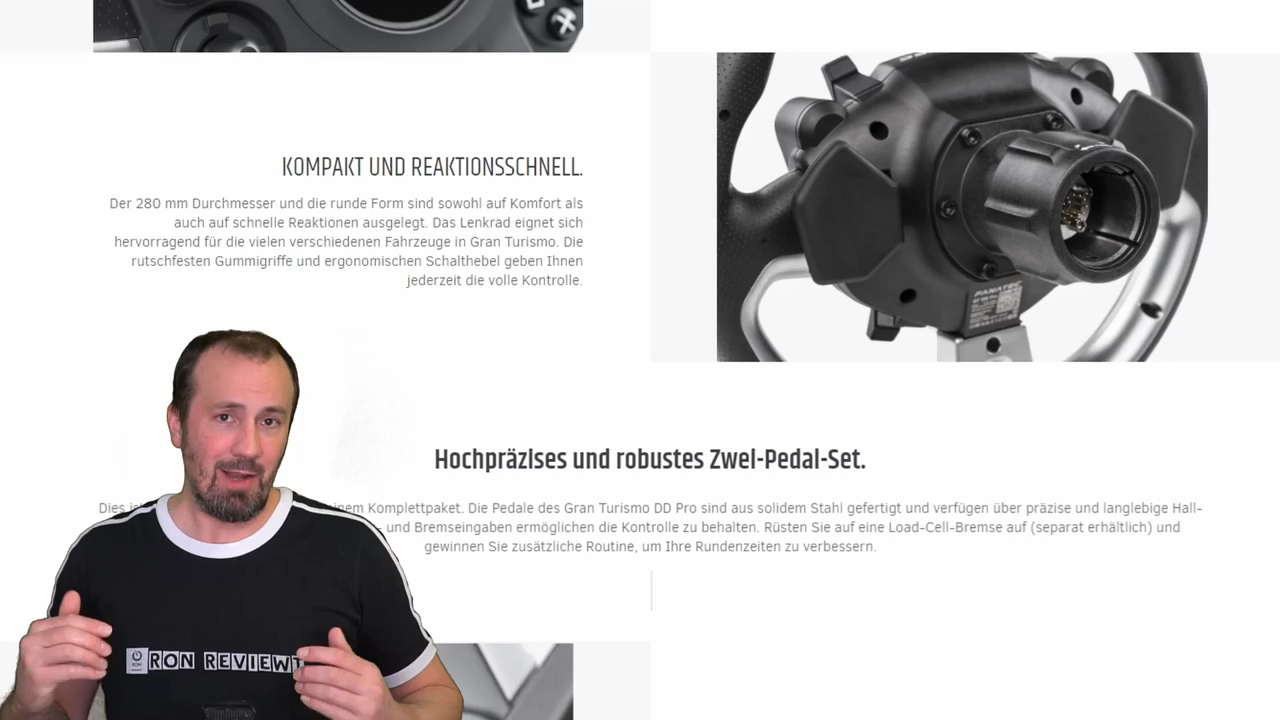 KOMPAKT UND REAKTIONSSCHNELL.
Der 280 mm Durchmesser und die runde Form sind sowohl auf Komfort als
auch auf schnelle Reaktionen ausgelegt. Das Lenkrad eignet sich
hervorragend für die vielen verschiedenen Fahrzeuge in Gran Turismo. Die
rutschfesten Gummigriffe und ergonomischen Schalthebel geben Ihnen
jederzeit die volle Kontrolle.
FANATEC
Hochpräzises und robustes Zwei-Pedal-Set.
Dies Komplettpaket. Die Pedale des Gran Turismo DD Pro sind aus solidem Stahl gefertigt und verfügen über präzise und langlebige Hall-
- und Bremseingaben ermöglichen die Kontrolle zu behalten. Rüsten Sie auf eine Load-Cell-Bremse auf (separat erhältlich) und
gewinnen Sie zusätzliche Routine, um Ihre Rundenzeiten zu verbessern.
RON REVIEWT